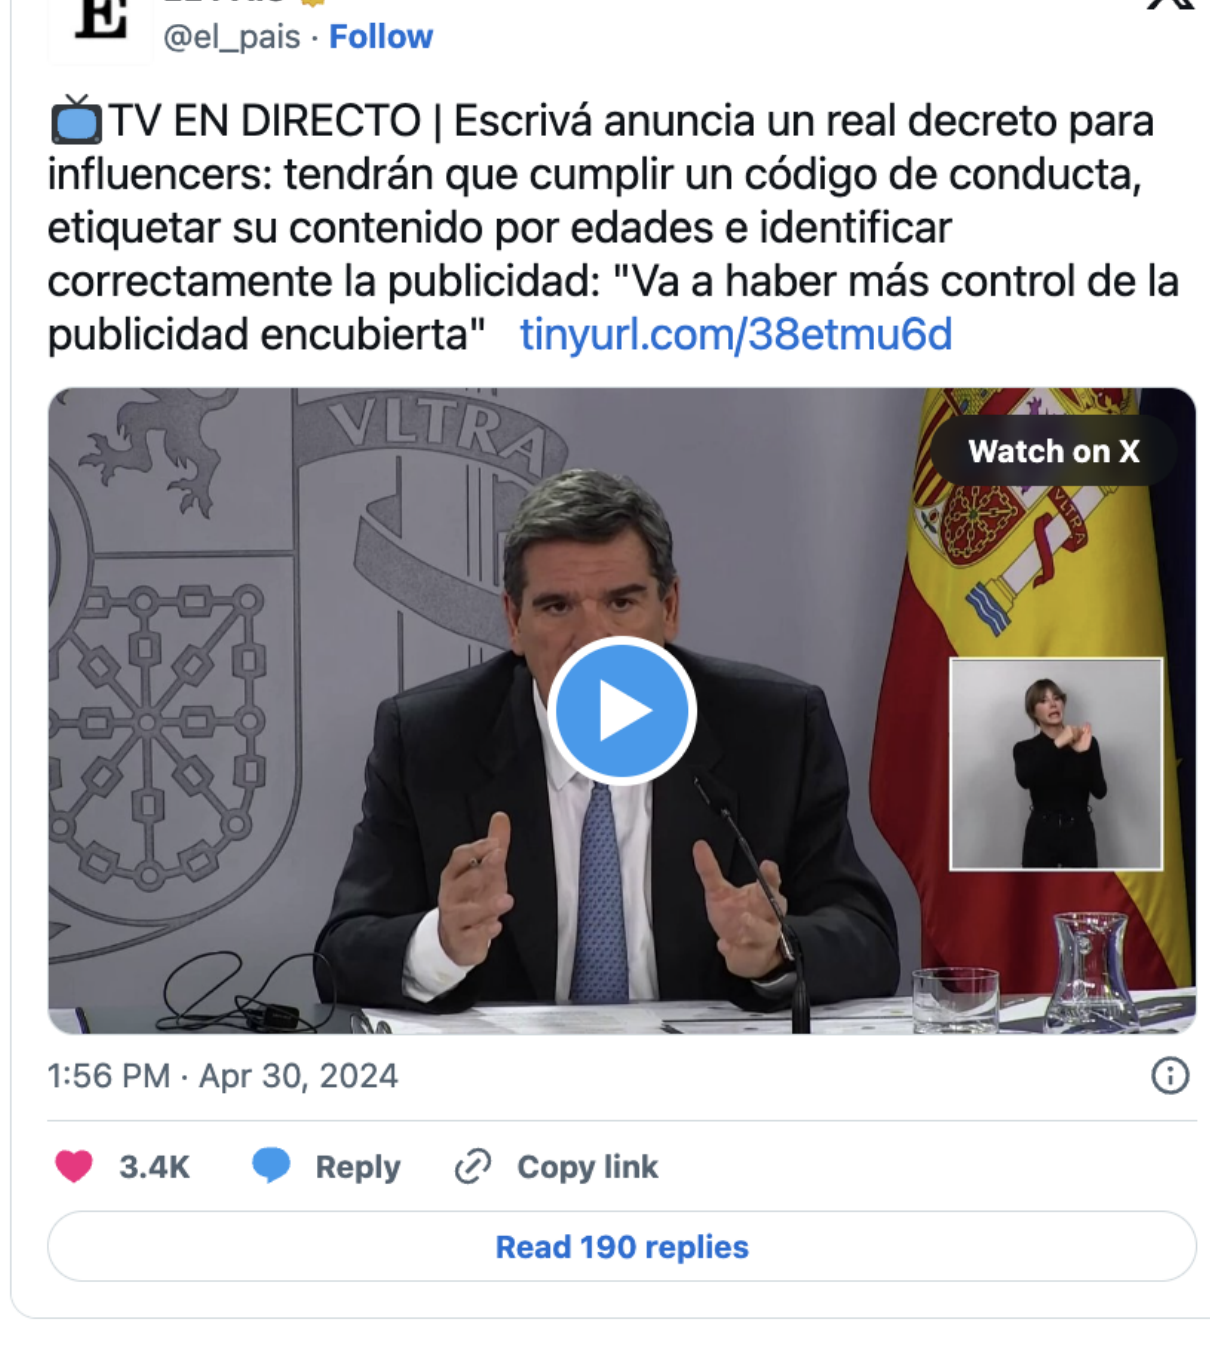 E
@el_pais · Follow
TV EN DIRECTO | Escrivá anuncia un real decreto para
influencers: tendrán que cumplir un código de conducta,
etiquetar su contenido por edades e identificar
correctamente la publicidad: "Va a haber más control de la
publicidad encubierta" tinyurl.com/38etmu6d
VLTRA
Watch on X
VLTRA
1:56 PM · Apr 30, 2024
3.4K Reply Copy link
Read 190 replies